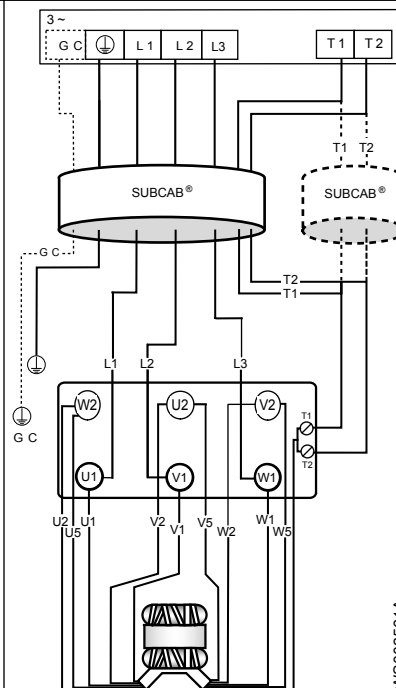 3 ~
G C L 1 L 2 L3 T 1 T 2
T1 T2
SUBCAB®
SUBCAB®
G C
T2
T1
L1 L2 L3
G C
W2 U2 V2
T1
T2
U1 V1 W1
U2 U5 U1 V2 V1 V5 W2 W1 W5